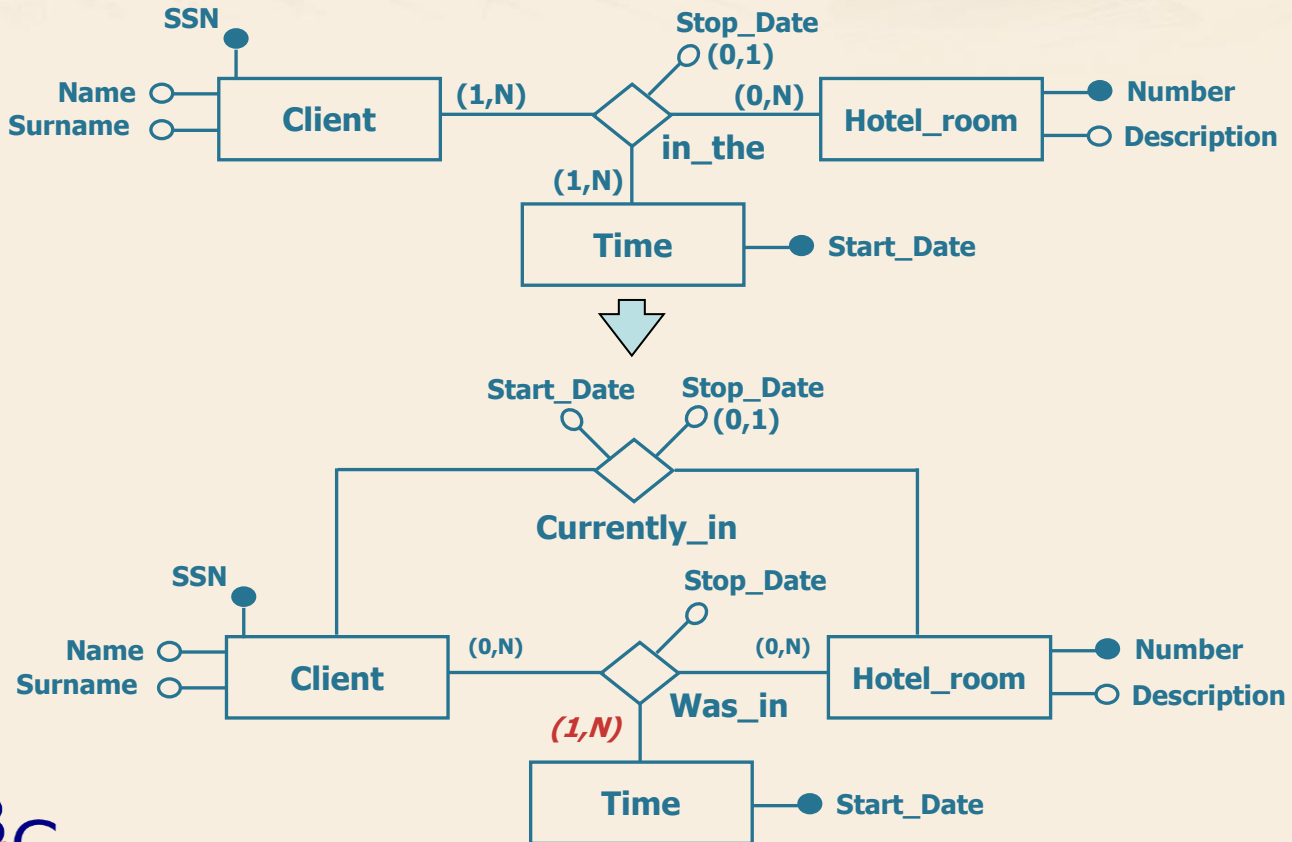 SSN
Stop_Date
(0,1)
Name
Surname
Client
(1,N)
(0,N)
Hotel_room
Number
Description
in_the
(1,N)
Time
Start_Date
Start_Date
Stop_Date
(0,1)
Currently_in
SSN
Stop_Date
Name
Surname
Client
(0,N)
(0,N)
Hotel_room
Number
Description
Was_in
(1,N)
Time
Start_Date